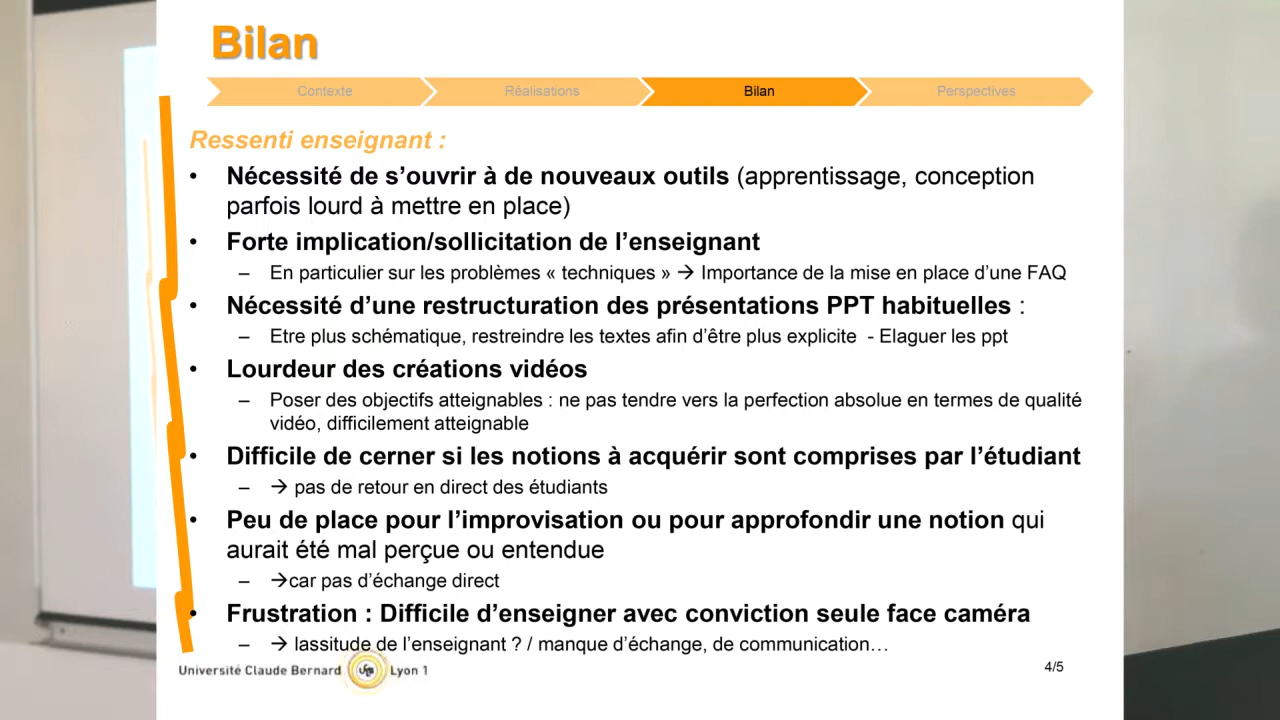 Bilan
Contexte
Réalisations
Bilan
Perspectives
Ressenti enseignant :
• Nécessité de s’ouvrir à de nouveaux outils (apprentissage, conception
parfois lourd à mettre en place)
• Forte implication/sollicitation de l’enseignant
– En particulier sur les problèmes « techniques » → Importance de la mise en place d’une FAQ
• Nécessité d’une restructuration des présentations PPT habituelles :
– Etre plus schématique, restreindre les textes afin d’être plus explicite - Elaguer les ppt
• Lourdeur des créations vidéos
– Poser des objectifs atteignables : ne pas tendre vers la perfection absolue en termes de qualité
vidéo, difficilement atteignable
• Difficile de cerner si les notions à acquérir sont comprises par l’étudiant
– → pas de retour en direct des étudiants
• Peu de place pour l’improvisation ou pour approfondir une notion qui
aurait été mal perçue ou entendue
– →car pas d’échange direct
• Frustration : Difficile d’enseigner avec conviction seule face caméra
– → lassitude de l’enseignant ? / manque d’échange, de communication…
Université Claude Bernard Lyon 1
4/5